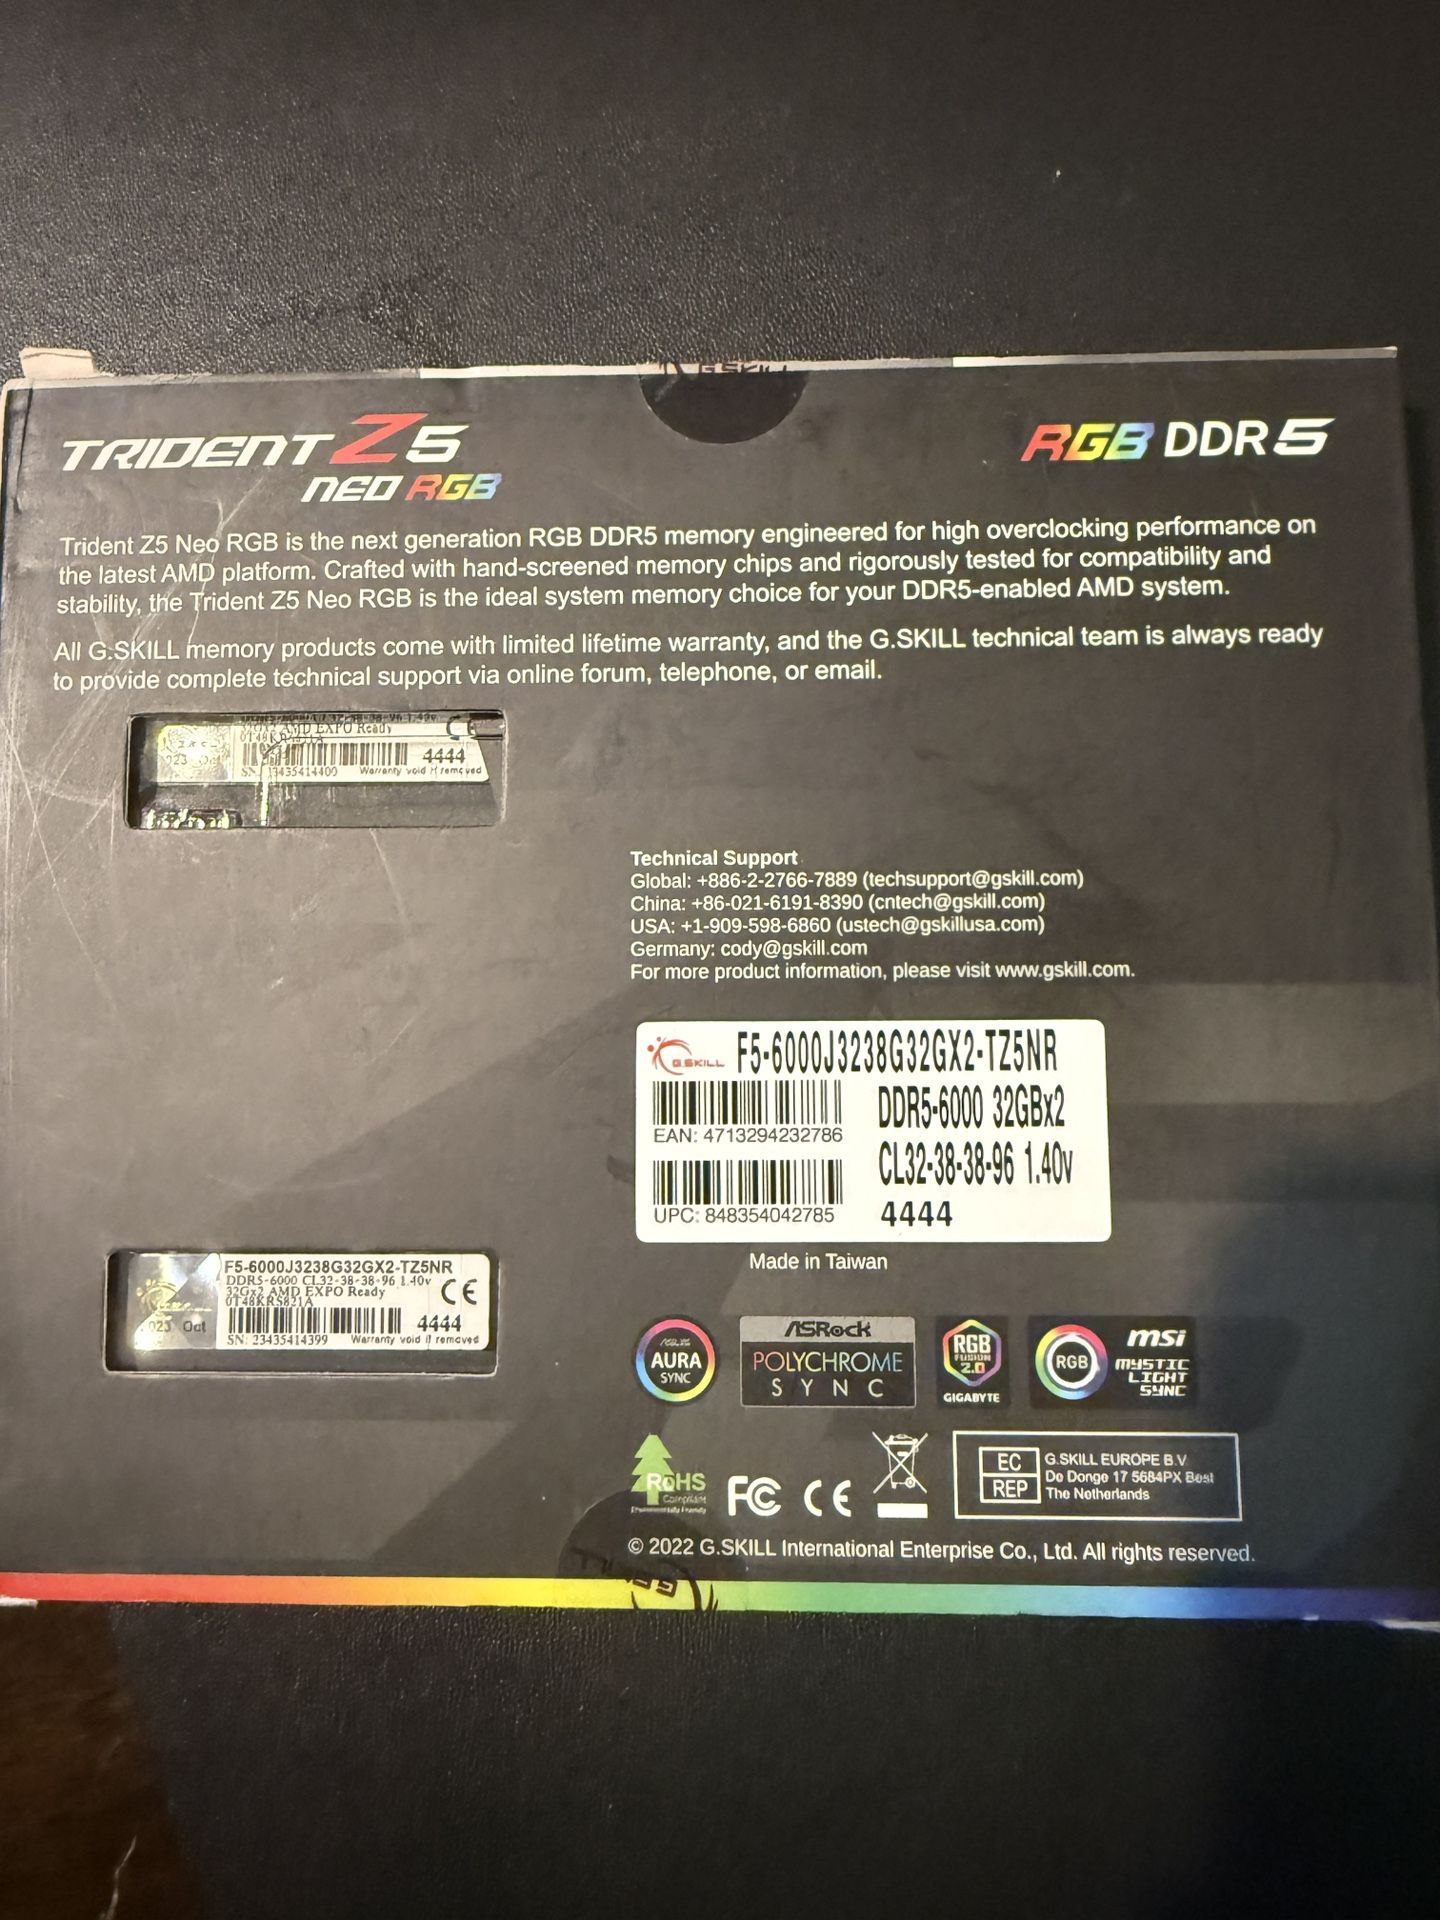 G.SKILL
TRIDENT Z5
NEO RGB
RGB DDR5
Trident Z5 Neo RGB is the next generation RGB DDR5 memory engineered for high overclocking performance on
the latest AMD platform. Crafted with hand-screened memory chips and rigorously tested for compatibility and
stability, the Trident Z5 Neo RGB is the ideal system memory choice for your DDR5-enabled AMD system.
All G.SKILL memory products come with limited lifetime warranty, and the G.SKILL technical team is always ready
to provide complete technical support via online forum, telephone, or email.
AMD EXPO Ready
4444
Warranty void if removed
Technical Support
Global: +886-2-2766-7889 (techsupport@gskill.com)
China: +86-021-6191-8390 (cntech@gskill.com)
USA: +1-909-598-6860 (ustech@gskillusa.com)
Germany: cody@gskill.com
For more product information, please visit www.gskill.com.
G.SKILL
F5-6000J3238G32GX2-TZ5NR
DDR5-6000 32GBx2
EAN: 4713294232786
CL32-38-38-96 1.40v
UPC: 848354042785
4444
Made in Taiwan
F5-6000J3238G32GX2-TZ5NR
DDR5-6000 CL32-38-38-96 1.40v
32Gx2 AMD EXPO Ready
0T48KRS821A
CE
4444
SN: 23435414399
Warranty void if removed
2023 Oct
AURA
SYNC
ASRock
POLYCHROME
SYNC
RGB
FUSION
2.0
GIGABYTE
RGB
msi
MYSTIC
LIGHT
SYNC
RoHS
Compliant
FC CE
EC
REP
G.SKILL EUROPE B.V.
De Donge 17 5684PX Best
The Netherlands
© 2022 G.SKILL International Enterprise Co., Ltd. All rights reserved.